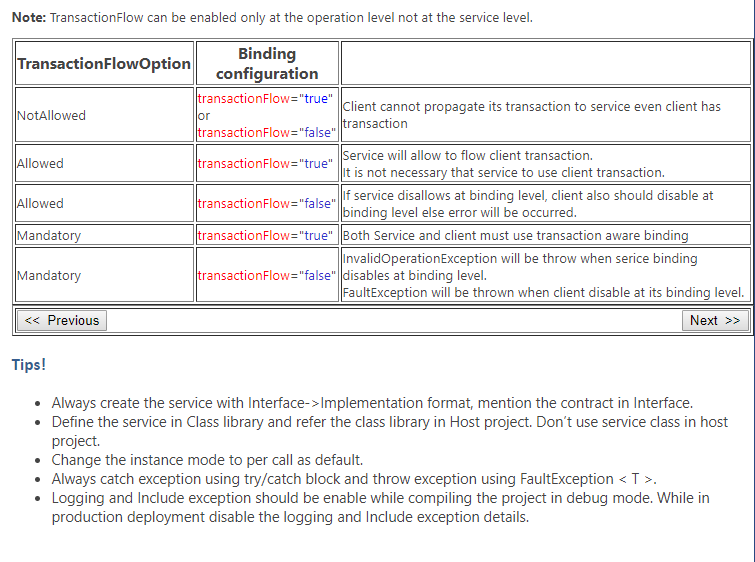 Note: TransactionFlow can be enabled only at the operation level not at the service level.
TransactionFlowOption
Binding
configuration
NotAllowed
transactionFlow="true"
or
transactionFlow="false"
Client cannot propagate its transaction to service even client has
transaction
Allowed
transactionFlow="true"
Service will allow to flow client transaction.
It is not necessary that service to use client transaction.
Allowed
transactionFlow="false"
If service disallows at binding level, client also should disable at
binding level else error will be occurred.
Mandatory
transactionFlow="true"
Both Service and client must use transaction aware binding
Mandatory
transactionFlow="false"
InvalidOperationException will be throw when serice binding
disables at binding level.
FaultException will be thrown when client disable at its binding level.
<< Previous
Next >>
Tips!
• Always create the service with Interface->Implementation format, mention the contract in Interface.
• Define the service in Class library and refer the class library in Host project. Don’t use service class in host
project.
• Change the instance mode to per call as default.
• Always catch exception using try/catch block and throw exception using FaultException < T >.
• Logging and Include exception should be enable while compiling the project in debug mode. While in
production deployment disable the logging and Include exception details.